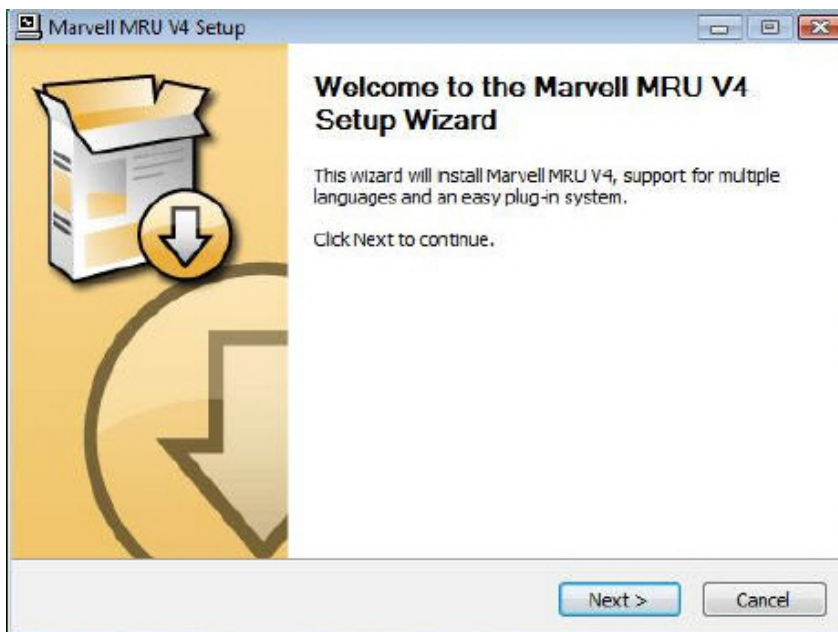 Marvell MRU V4 Setup
Welcome to the Marvell MRU V4
Setup Wizard
This wizard will install Marvell MRU V4, support for multiple
languages and an easy plug-in system.
Click Next to continue.
Next >
Cancel